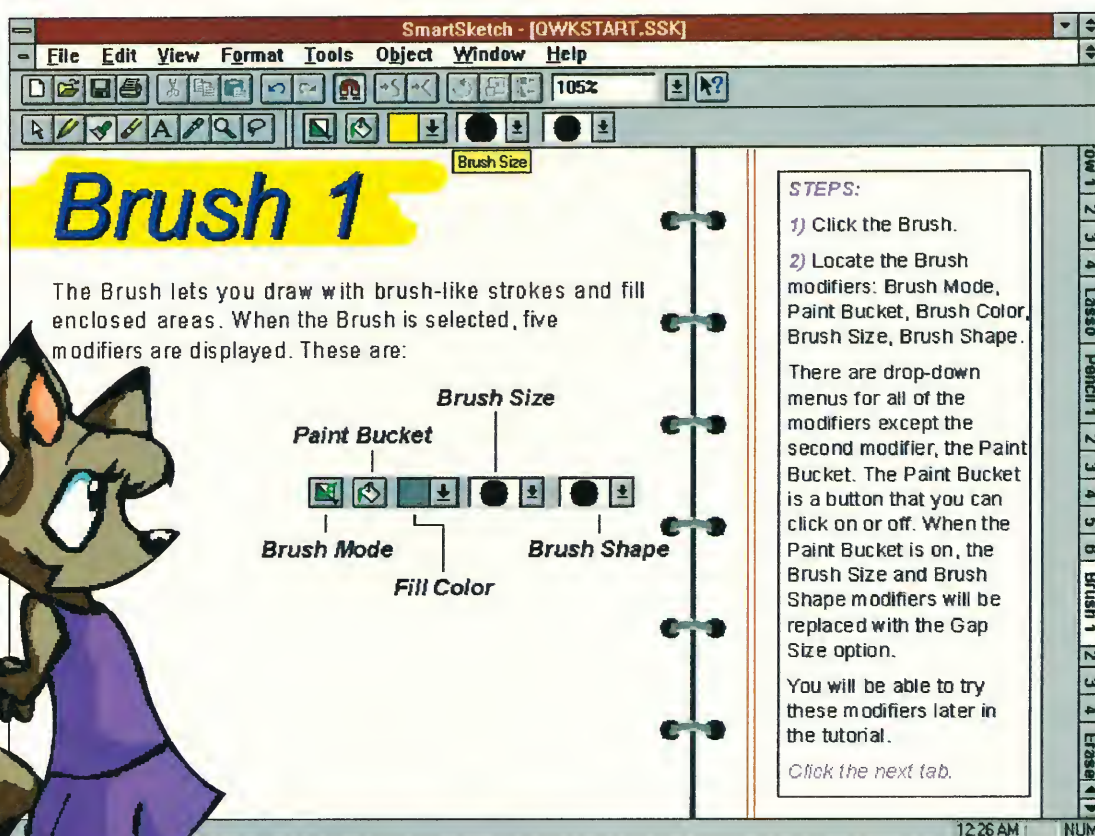 SmartSketch - [QWKSTART.SSK]
File Edit View Format Tools Object Window Help
105%
A
Brush Size
Brush 1
The Brush lets you draw with brush-like strokes and fill
enclosed areas. When the Brush is selected, five
modifiers are displayed. These are:
Brush Size
Paint Bucket
Brush Mode
Brush Shape
Fill Color
STEPS:
1) Click the Brush.
2) Locate the Brush
modifiers: Brush Mode,
Paint Bucket, Brush Color,
Brush Size, Brush Shape.
There are drop-down
menus for all of the
modifiers except the
second modifier, the Paint
Bucket. The Paint Bucket
is a button that you can
click on or off. When the
Paint Bucket is on, the
Brush Size and Brush
Shape modifiers will be
replaced with the Gap
Size option.
You will be able to try
these modifiers later in
the tutorial.
Click the next tab.
1 2 3 4 Lasso Pencil 1 2 3 4 5 6 Brush 1 2 3 4 Erase
12:26 AM NUM